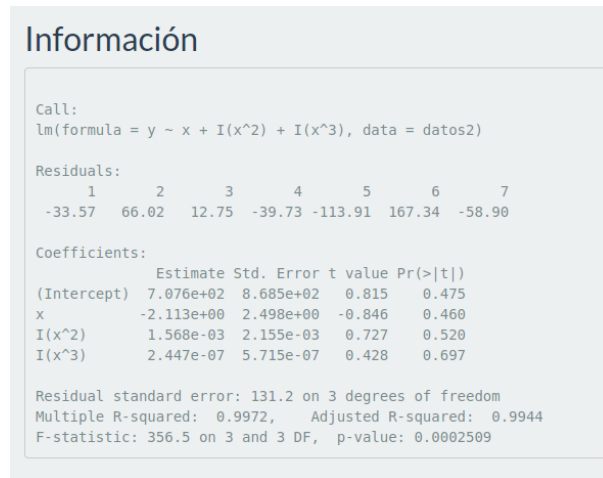 Información
Call:
lm(formula = y ~ x + I(x^2) + I(x^3), data = datos2)
Residuals:
1 2 3 4 5 6 7
-33.57 66.02 12.75 -39.73 -113.91 167.34 -58.90
Coefficients:
Estimate Std. Error t value Pr(>|t|)
(Intercept) 7.076e+02 8.685e+02 0.815 0.475
x -2.113e+00 2.498e+00 -0.846 0.460
I(x^2) 1.568e-03 2.155e-03 0.727 0.520
I(x^3) 2.447e-07 5.715e-07 0.428 0.697
Residual standard error: 131.2 on 3 degrees of freedom
Multiple R-squared: 0.9972, Adjusted R-squared: 0.9944
F-statistic: 356.5 on 3 and 3 DF, p-value: 0.0002509